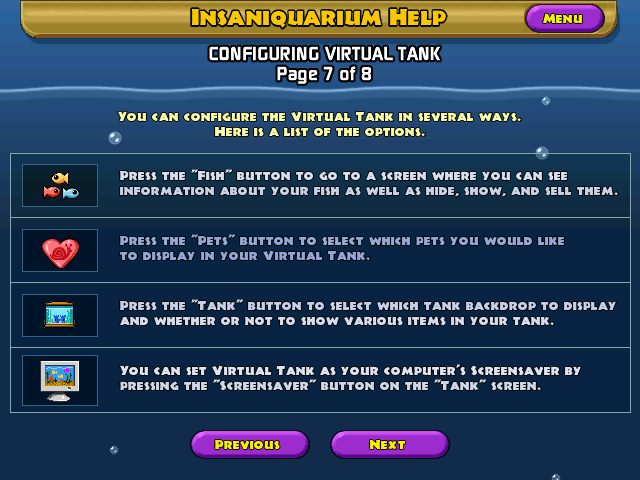 Insaniquarium Help
Menu
CONFIGURING VIRTUAL TANK
Page 7 of 8
You can configure the Virtual Tank in several ways.
Here is a list of the options.
Press the "Fish" button to go to a screen where you can see
information about your fish as well as hide, show, and sell them.
Press the "Pets" button to select which pets you would like
to display in your Virtual Tank.
Press the "Tank" button to select which tank backdrop to display
and whether or not to show various items in your tank.
You can set Virtual Tank as your computer's Screensaver by
pressing the "Screensaver" button on the "Tank" screen.
Previous
Next